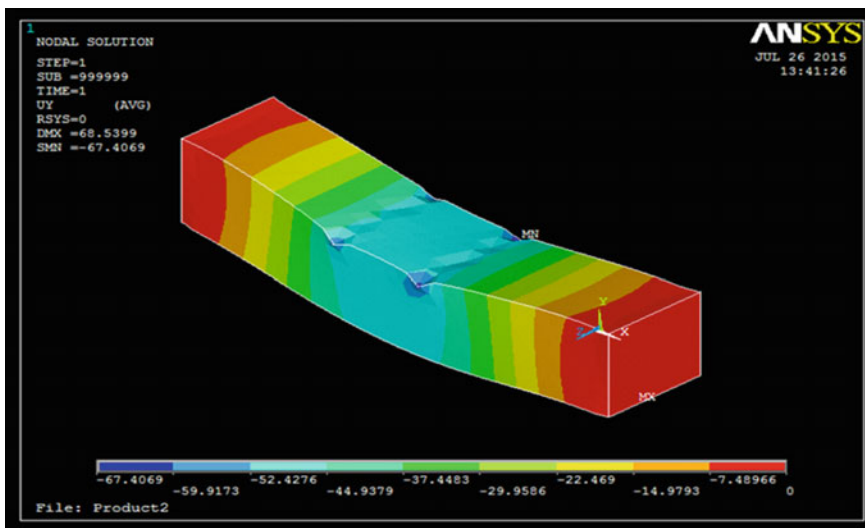 1
NODAL SOLUTION
STEP=1
SUB =999999
TIME=1
UY (AVG)
RSYS=0
DMX =68.5399
SMN =-67.4069
ANSYS
JUL 26 2015
13:41:26
MN
Y
Z X
MX
-67.4069 -52.4276 -37.4483 -22.469 -7.48966
-59.9173 -44.9379 -29.9586 -14.9793 0
File: Product2